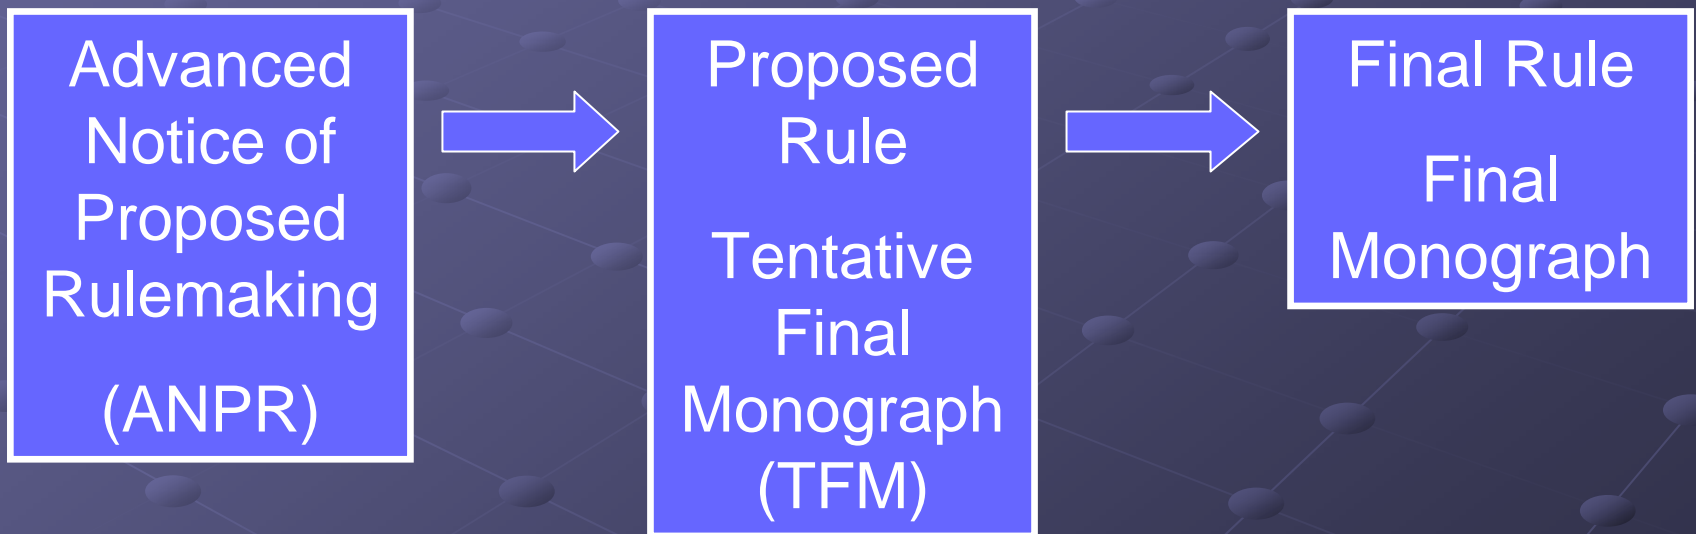 Advanced
Notice of
Proposed
Rulemaking
(ANPR)
Proposed
Rule
Tentative
Final
Monograph
(TFM)
Final Rule
Final
Monograph